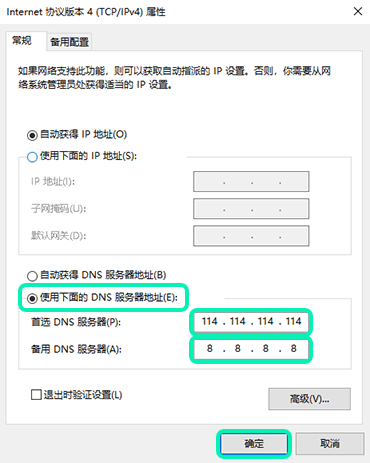 Internet 协议版本 4 (TCP/IPv4) 属性
常规 备用配置
如果网络支持此功能，则可以获取自动指派的 IP 设置。否则，你需要从网
络系统管理员处获得适当的 IP 设置。
自动获得 IP 地址(O)
使用下面的 IP 地址(S):
IP 地址(I):
子网掩码(U):
默认网关(D):
自动获得 DNS 服务器地址(B)
使用下面的 DNS 服务器地址(E):
首选 DNS 服务器(P): 114 . 114 . 114 . 114
备用 DNS 服务器(A): 8 . 8 . 8 . 8
退出时验证设置(L)
高级(V)...
确定 取消